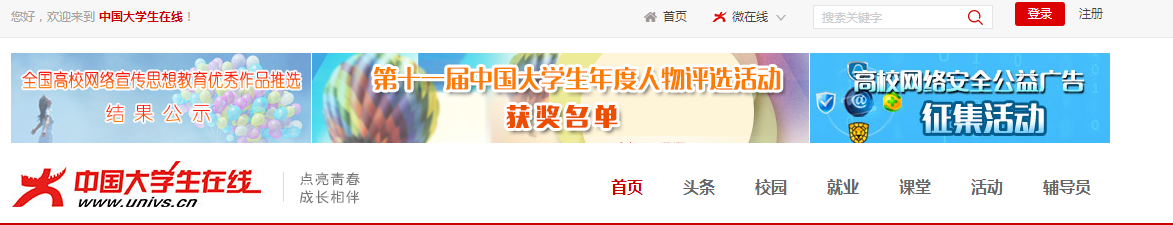 您好，欢迎来到 中国大学生在线！
首页
微在线
搜索关键字
登录
注册
全国高校网络宣传思想教育优秀作品推选
结果公示
第十一届中国大学生年度人物评选活动
获奖名单
高校网络安全公益广告
征集活动
中国大学生在线
www.univs.cn
点亮青春
成长相伴
首页 头条 校园 就业 课堂 活动 辅导员